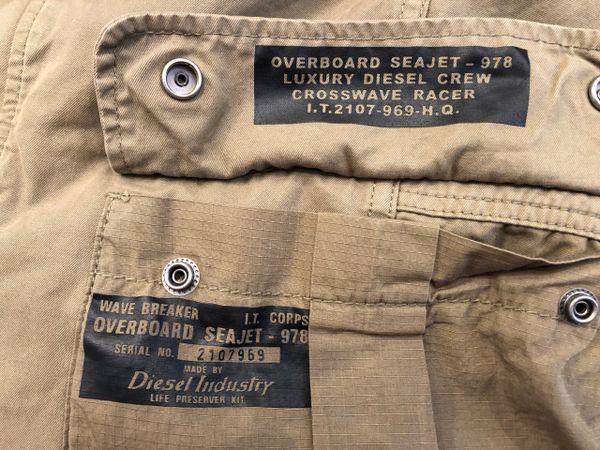 OVERBOARD SEAJET - 978
LUXURY DIESEL CREW
CROSSWAVE RACER
I.T.2107-969-H.Q.
WAVE BREAKER I.T. CORPS
OVERBOARD SEAJET - 978
SERIAL NO. 2107969
MADE BY
Diesel Industry
LIFE PRESERVER KIT